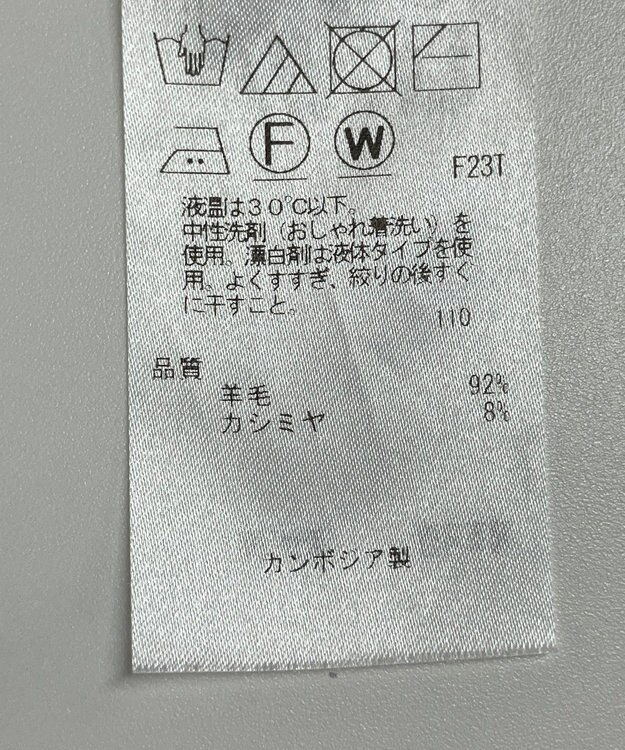 F
W
F23T
液温は30℃以下。
中性洗剤（おしゃれ着洗い）を
使用。漂白剤は液体タイプを使
用。よくすすぎ、絞りの後すぐ
に干すこと。
110
品質
羊毛 92%
カシミヤ 8%
カンボジア製